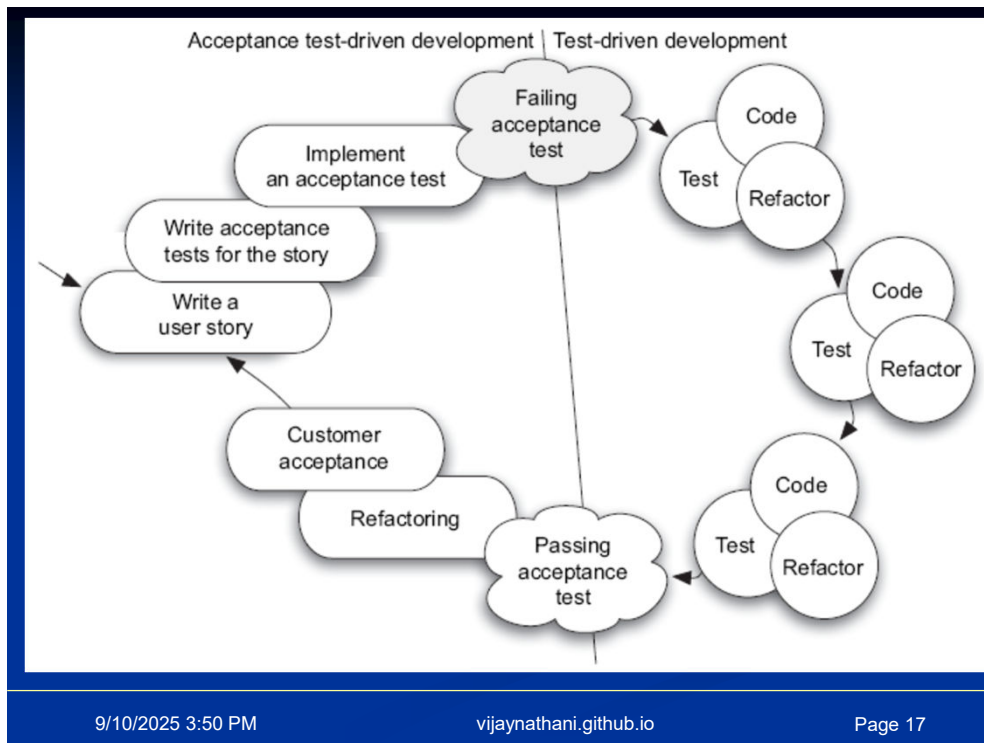 Acceptance test-driven development
Test-driven development
Failing
acceptance
test
Implement
an acceptance test
Write acceptance
tests for the story
Write a
user story
Code
Test
Refactor
Code
Test
Refactor
Code
Test
Refactor
Passing
acceptance
test
Refactoring
Customer
acceptance
9/10/2025 3:50 PM
vijaynathani.github.io
Page 17